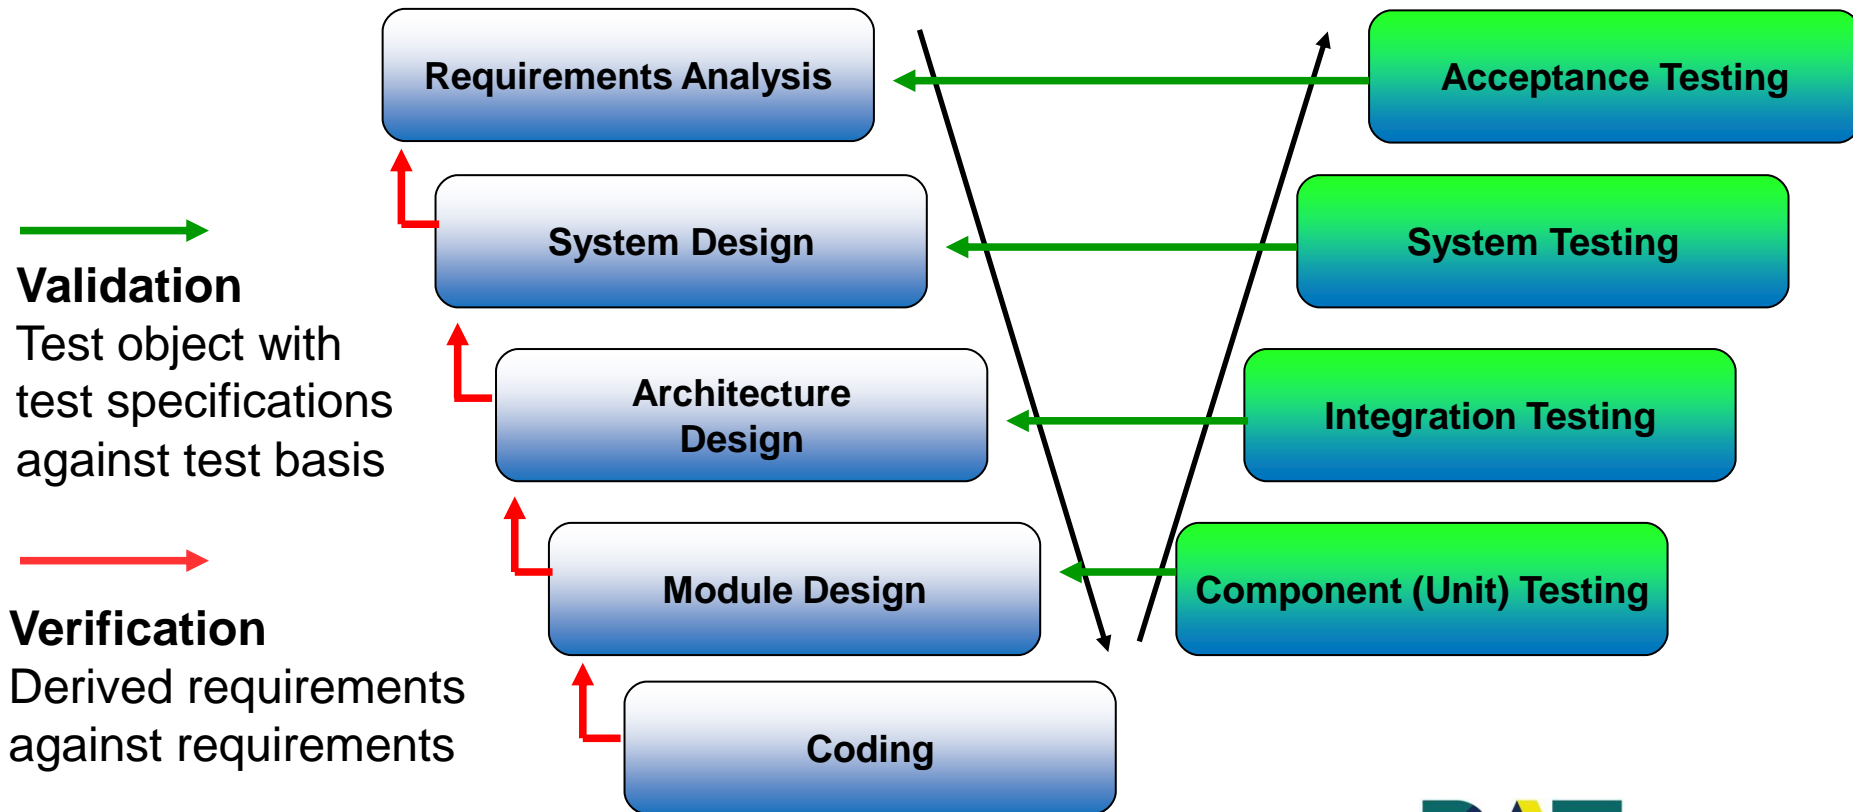 Requirements Analysis
Acceptance Testing
System Design
System Testing
Validation
Test object with
test specifications
against test basis
Architecture
Design
Integration Testing
Module Design
Component (Unit) Testing
Verification
Derived requirements
against requirements
Coding